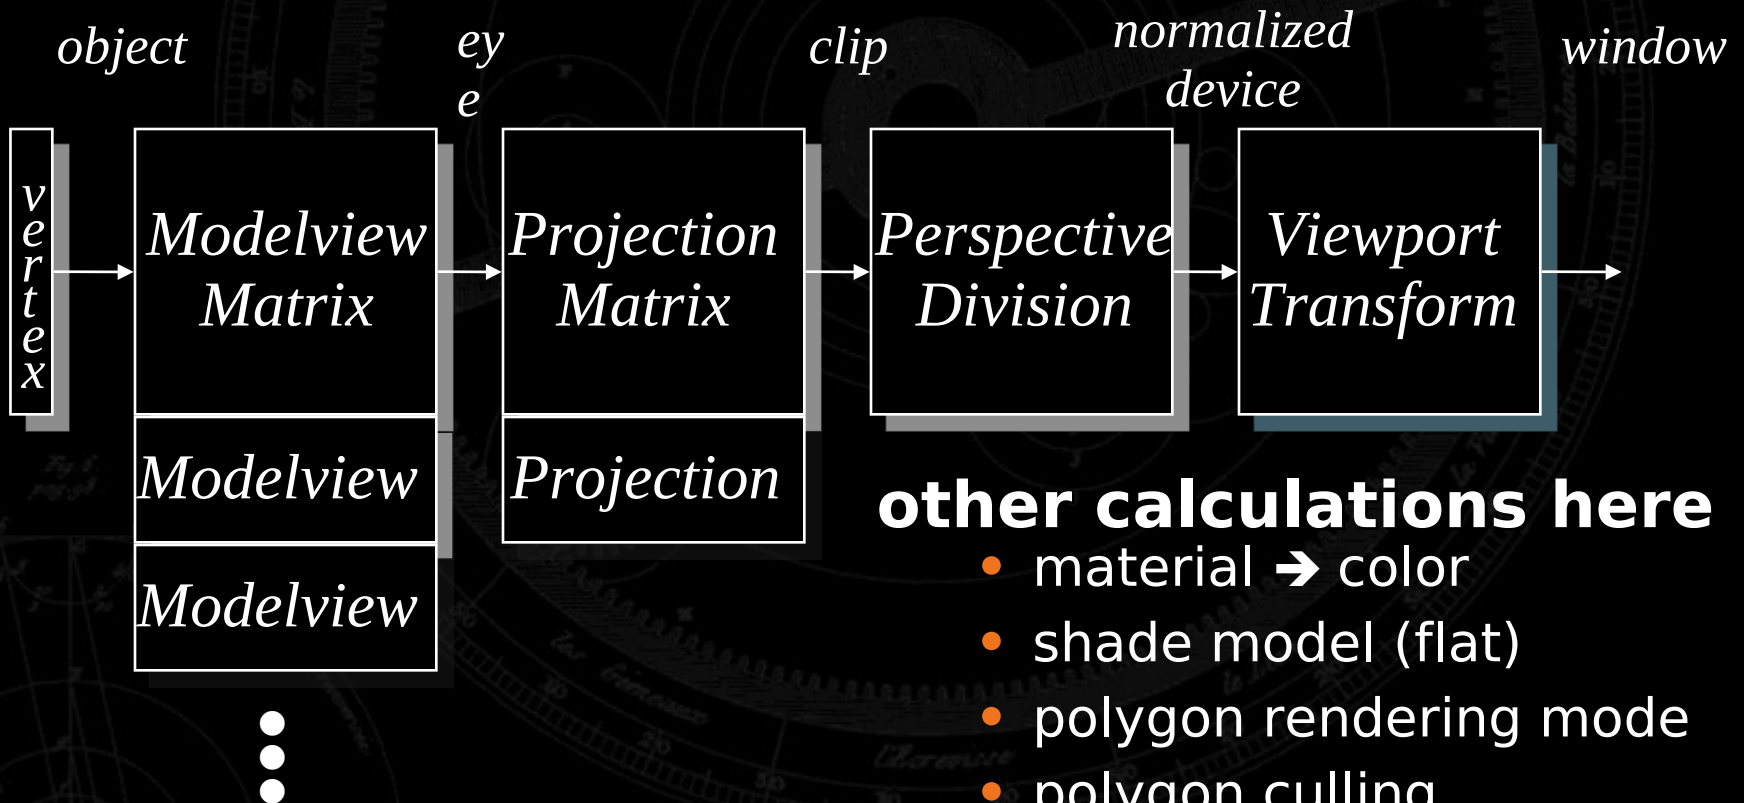 object
ey
e
clip
normalized
device
window
vertex
Modelview
Matrix
Projection
Matrix
Perspective
Division
Viewport
Transform
Modelview
Projection
Modelview
other calculations here
• material ➔ color
• shade model (flat)
• polygon rendering mode
• polygon culling